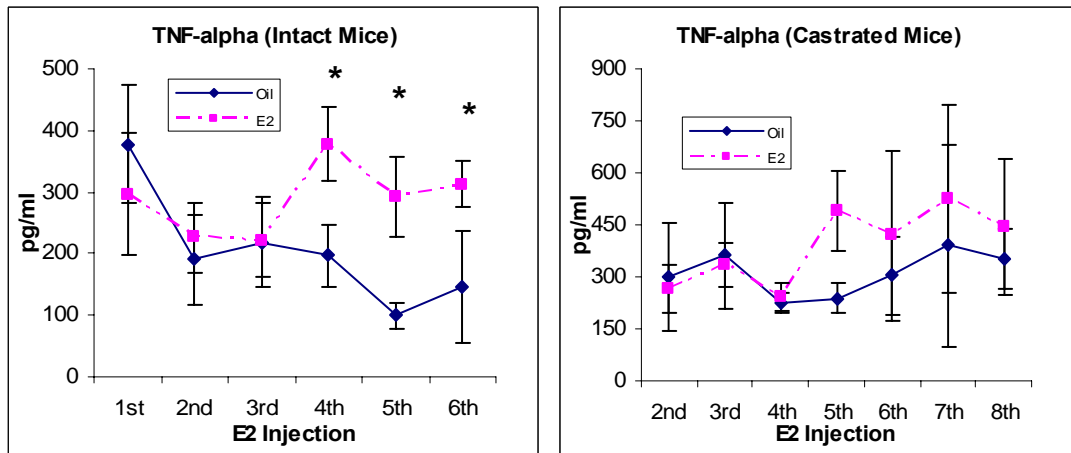 TNF-alpha (Intact Mice)
500
400
300
200
100
0
pg/ml
Oil
E2
*
*
*
1st 2nd 3rd 4th 5th 6th
E2 Injection
TNF-alpha (Castrated Mice)
900
750
600
450
300
150
0
pg/ml
Oil
E2
2nd 3rd 4th 5th 6th 7th 8th
E2 Injection